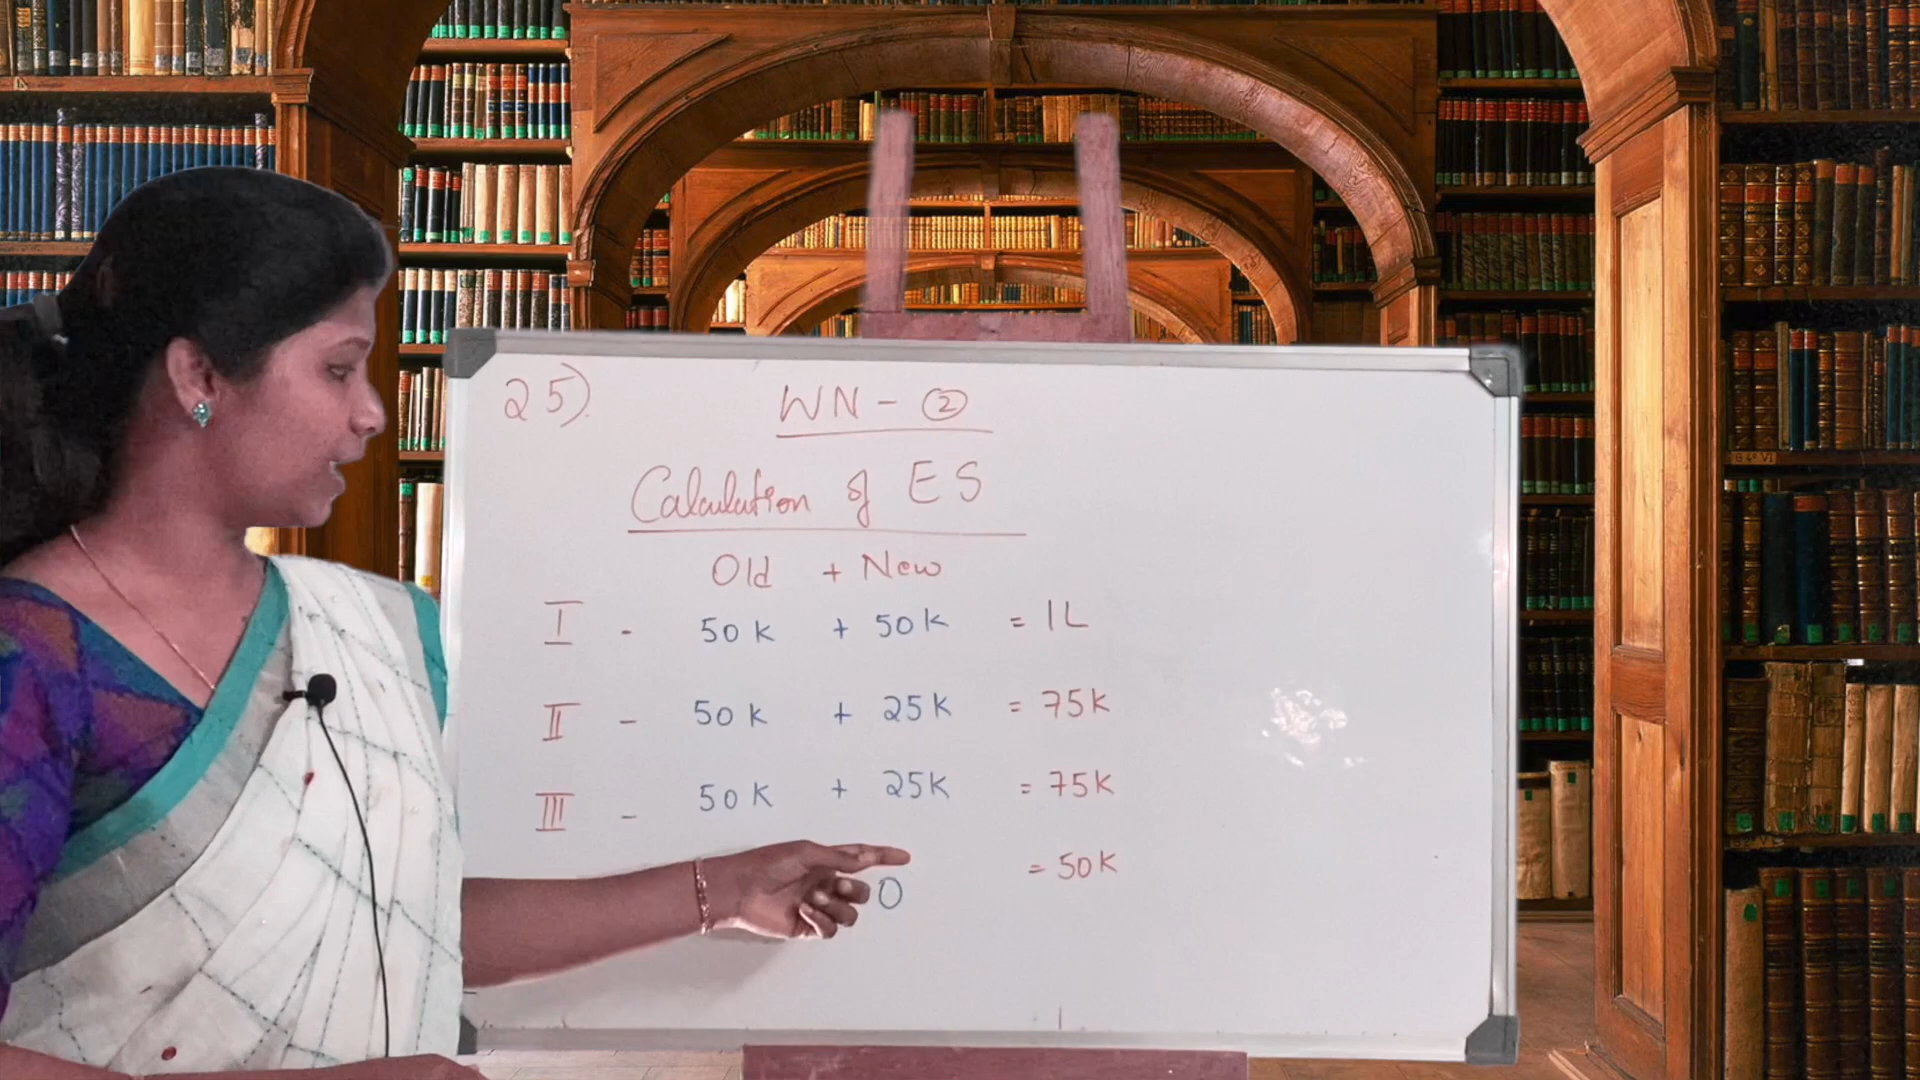 25). WN - ②
Calculation of ES
Old + New
I - 50K + 50K = 1L
II - 50K + 25K = 75K
III - 50K + 25K = 75K
0 = 50K